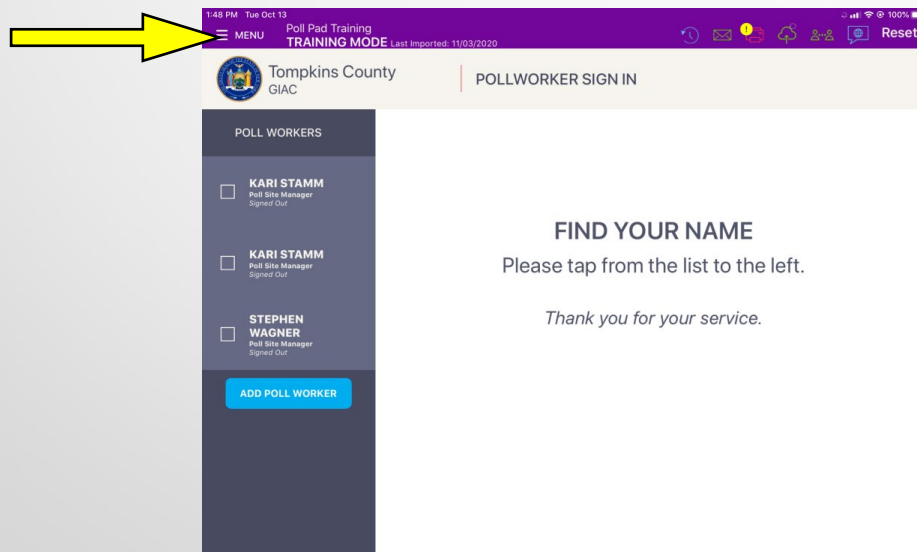 1:48 PM Tue Oct 13
100%
MENU
Poll Pad Training
TRAINING MODE Last Imported: 11/03/2020
!
Reset
Tompkins County
GIAC
POLLWORKER SIGN IN
POLL WORKERS
KARI STAMM
Poll Site Manager
Signed Out
KARI STAMM
Poll Site Manager
Signed Out
STEPHEN
WAGNER
Poll Site Manager
Signed Out
ADD POLL WORKER
FIND YOUR NAME
Please tap from the list to the left.
Thank you for your service.